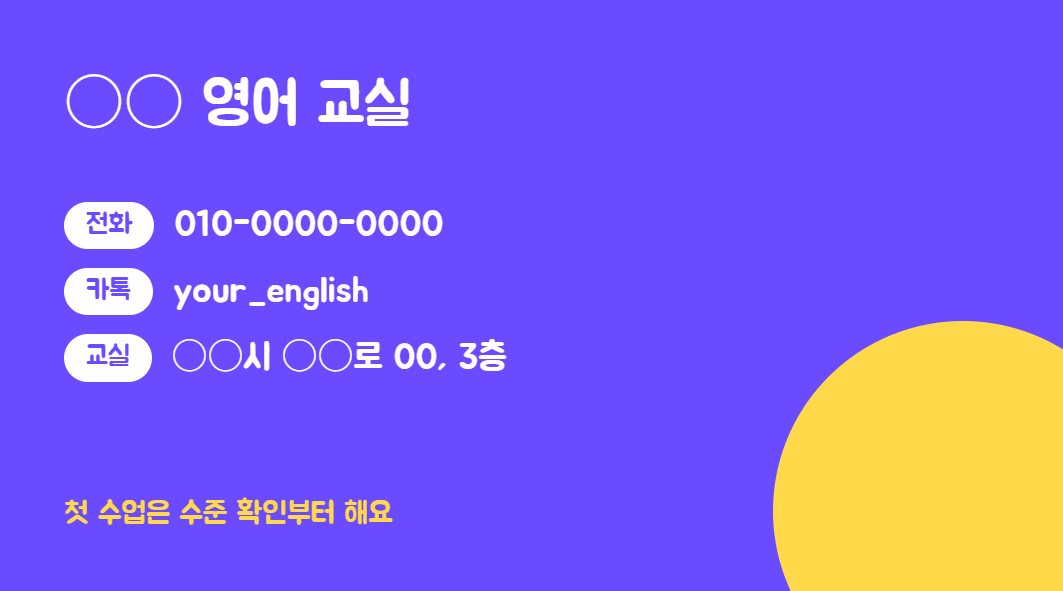 ○○ 영어 교실
전화 010-0000-0000
카톡 your_english
교실 ○○시 ○○로 00, 3층
첫 수업은 수준 확인부터 해요